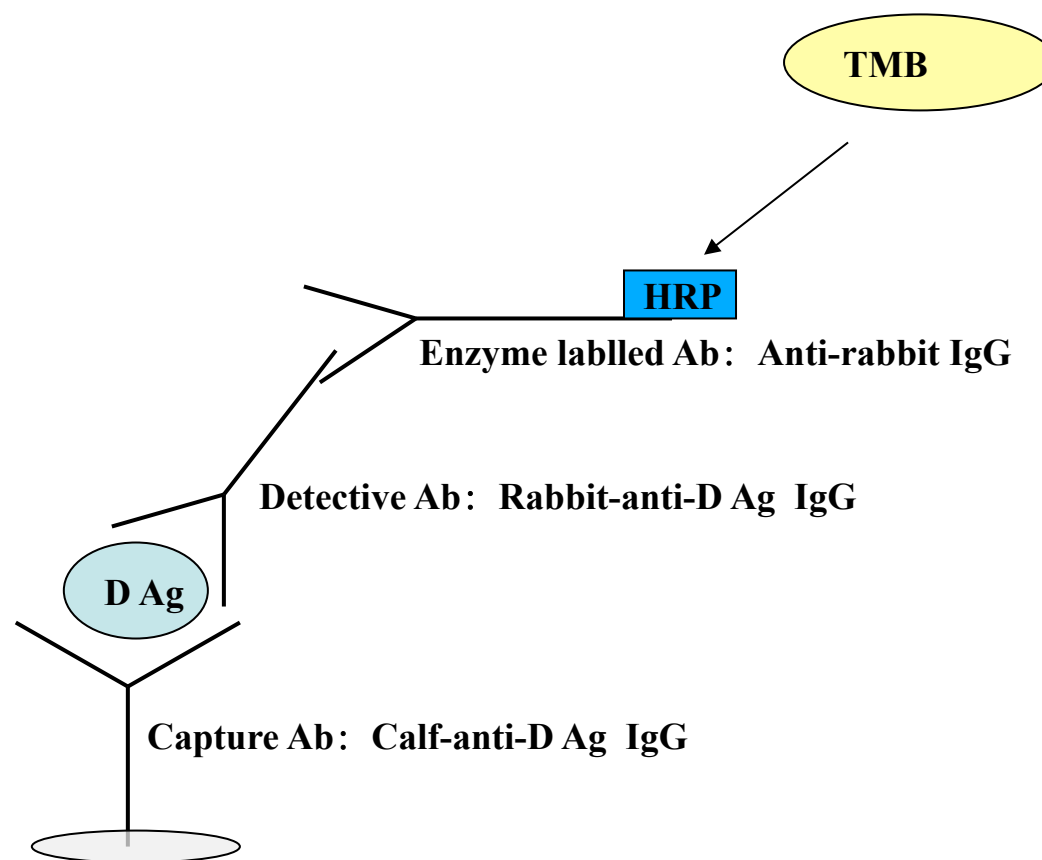 TMB
HRP
Enzyme lablled Ab：Anti-rabbit IgG
Detective Ab：Rabbit-anti-D Ag IgG
D Ag
Capture Ab：Calf-anti-D Ag IgG